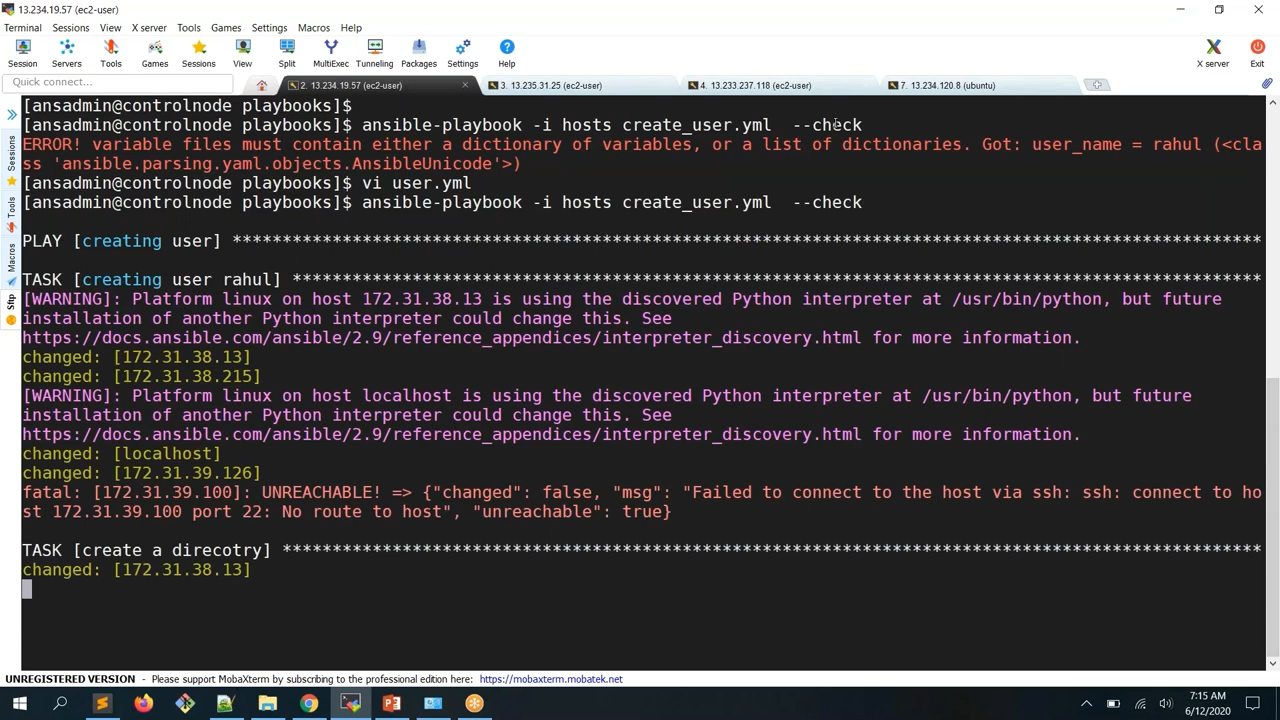 13.234.19.57 (ec2-user)
Terminal Sessions View X server Tools Games Settings Macros Help
Session Servers Tools Games Sessions View Split MultiExec Tunneling Packages Settings Help X server Exit
Quick connect...
2. 13.234.19.57 (ec2-user)
3. 13.235.31.25 (ec2-user)
4. 13.233.237.118 (ec2-user)
7. 13.234.120.8 (ubuntu)
Sessions
Tools
Macros
Sftp
[ansadmin@controlnode playbooks]$
[ansadmin@controlnode playbooks]$ ansible-playbook -i hosts create_user.yml  --check
ERROR! variable files must contain either a dictionary of variables, or a list of dictionaries. Got: user_name = rahul (<cla
ss 'ansible.parsing.yaml.objects.AnsibleUnicode'>)
[ansadmin@controlnode playbooks]$ vi user.yml
[ansadmin@controlnode playbooks]$ ansible-playbook -i hosts create_user.yml  --check
PLAY [creating user] *******************************************************************************************************
TASK [creating user rahul] *************************************************************************************************
[WARNING]: Platform linux on host 172.31.38.13 is using the discovered Python interpreter at /usr/bin/python, but future
installation of another Python interpreter could change this. See
https://docs.ansible.com/ansible/2.9/reference_appendices/interpreter_discovery.html for more information.
changed: [172.31.38.13]
changed: [172.31.38.215]
[WARNING]: Platform linux on host localhost is using the discovered Python interpreter at /usr/bin/python, but future
installation of another Python interpreter could change this. See
https://docs.ansible.com/ansible/2.9/reference_appendices/interpreter_discovery.html for more information.
changed: [localhost]
changed: [172.31.39.126]
fatal: [172.31.39.100]: UNREACHABLE! => {"changed": false, "msg": "Failed to connect to the host via ssh: ssh: connect to ho
st 172.31.39.100 port 22: No route to host", "unreachable": true}
TASK [create a direcotry] **************************************************************************************************
changed: [172.31.38.13]
UNREGISTERED VERSION - Please support MobaXterm by subscribing to the professional edition here: https://mobaxterm.mobatek.net
7:15 AM
6/12/2020